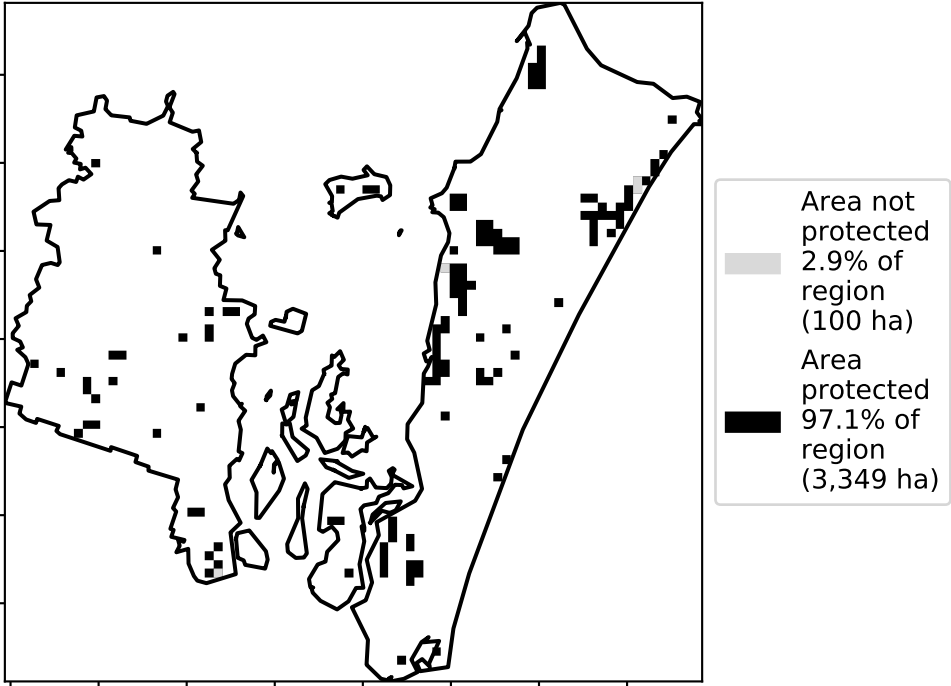 Area not
protected
2.9% of
region
(100 ha)
Area
protected
97.1% of
region
(3,349 ha)